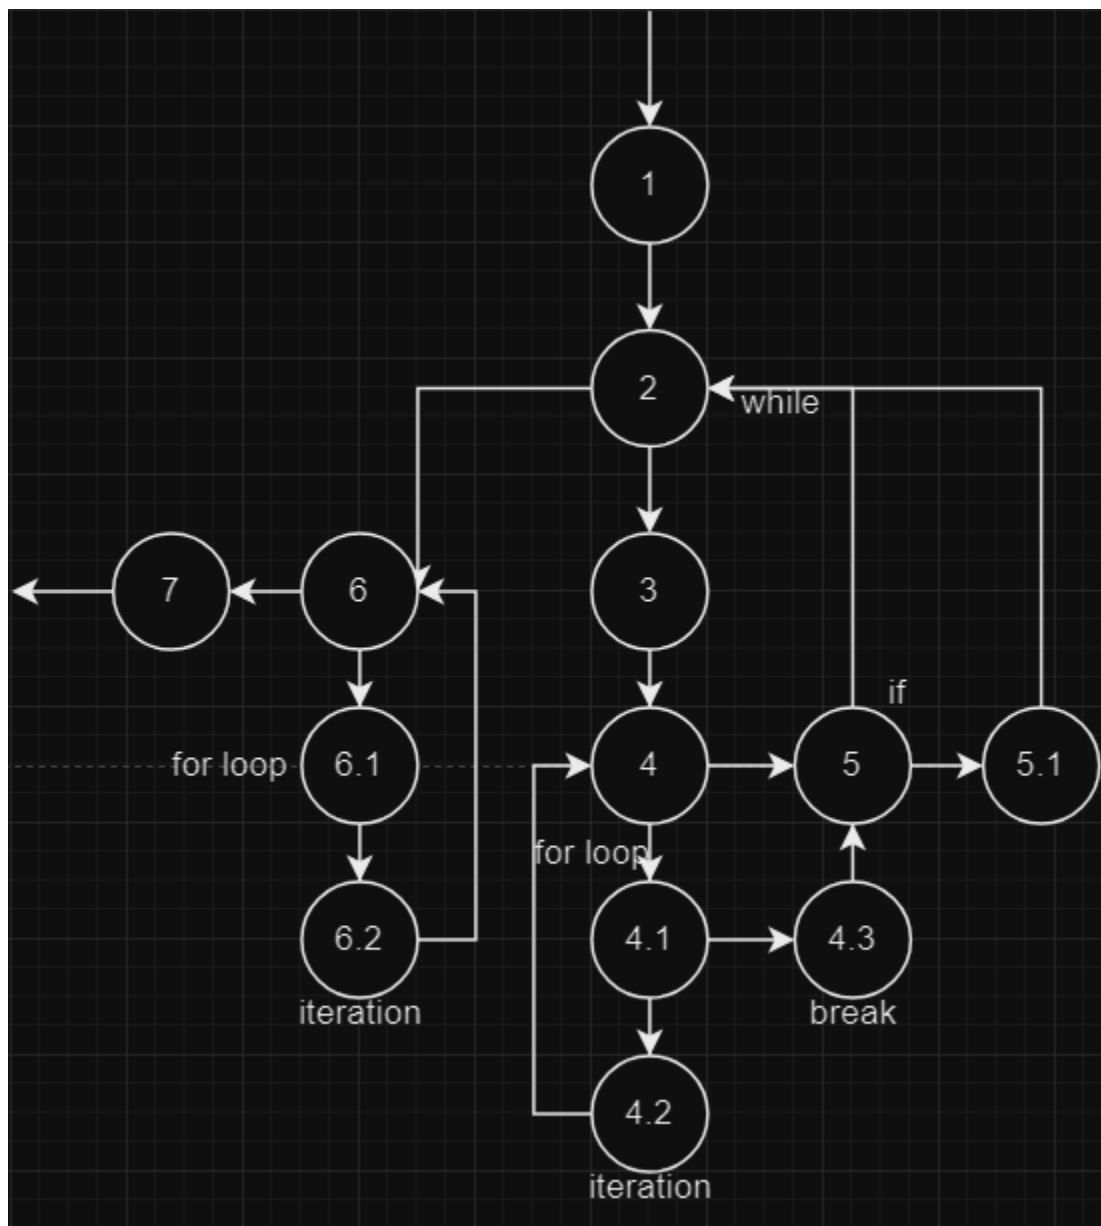 1
2
while
7
6
3
if
for loop
6.1
4
5
5.1
for loop
6.2
4.1
4.3
iteration
break
4.2
iteration